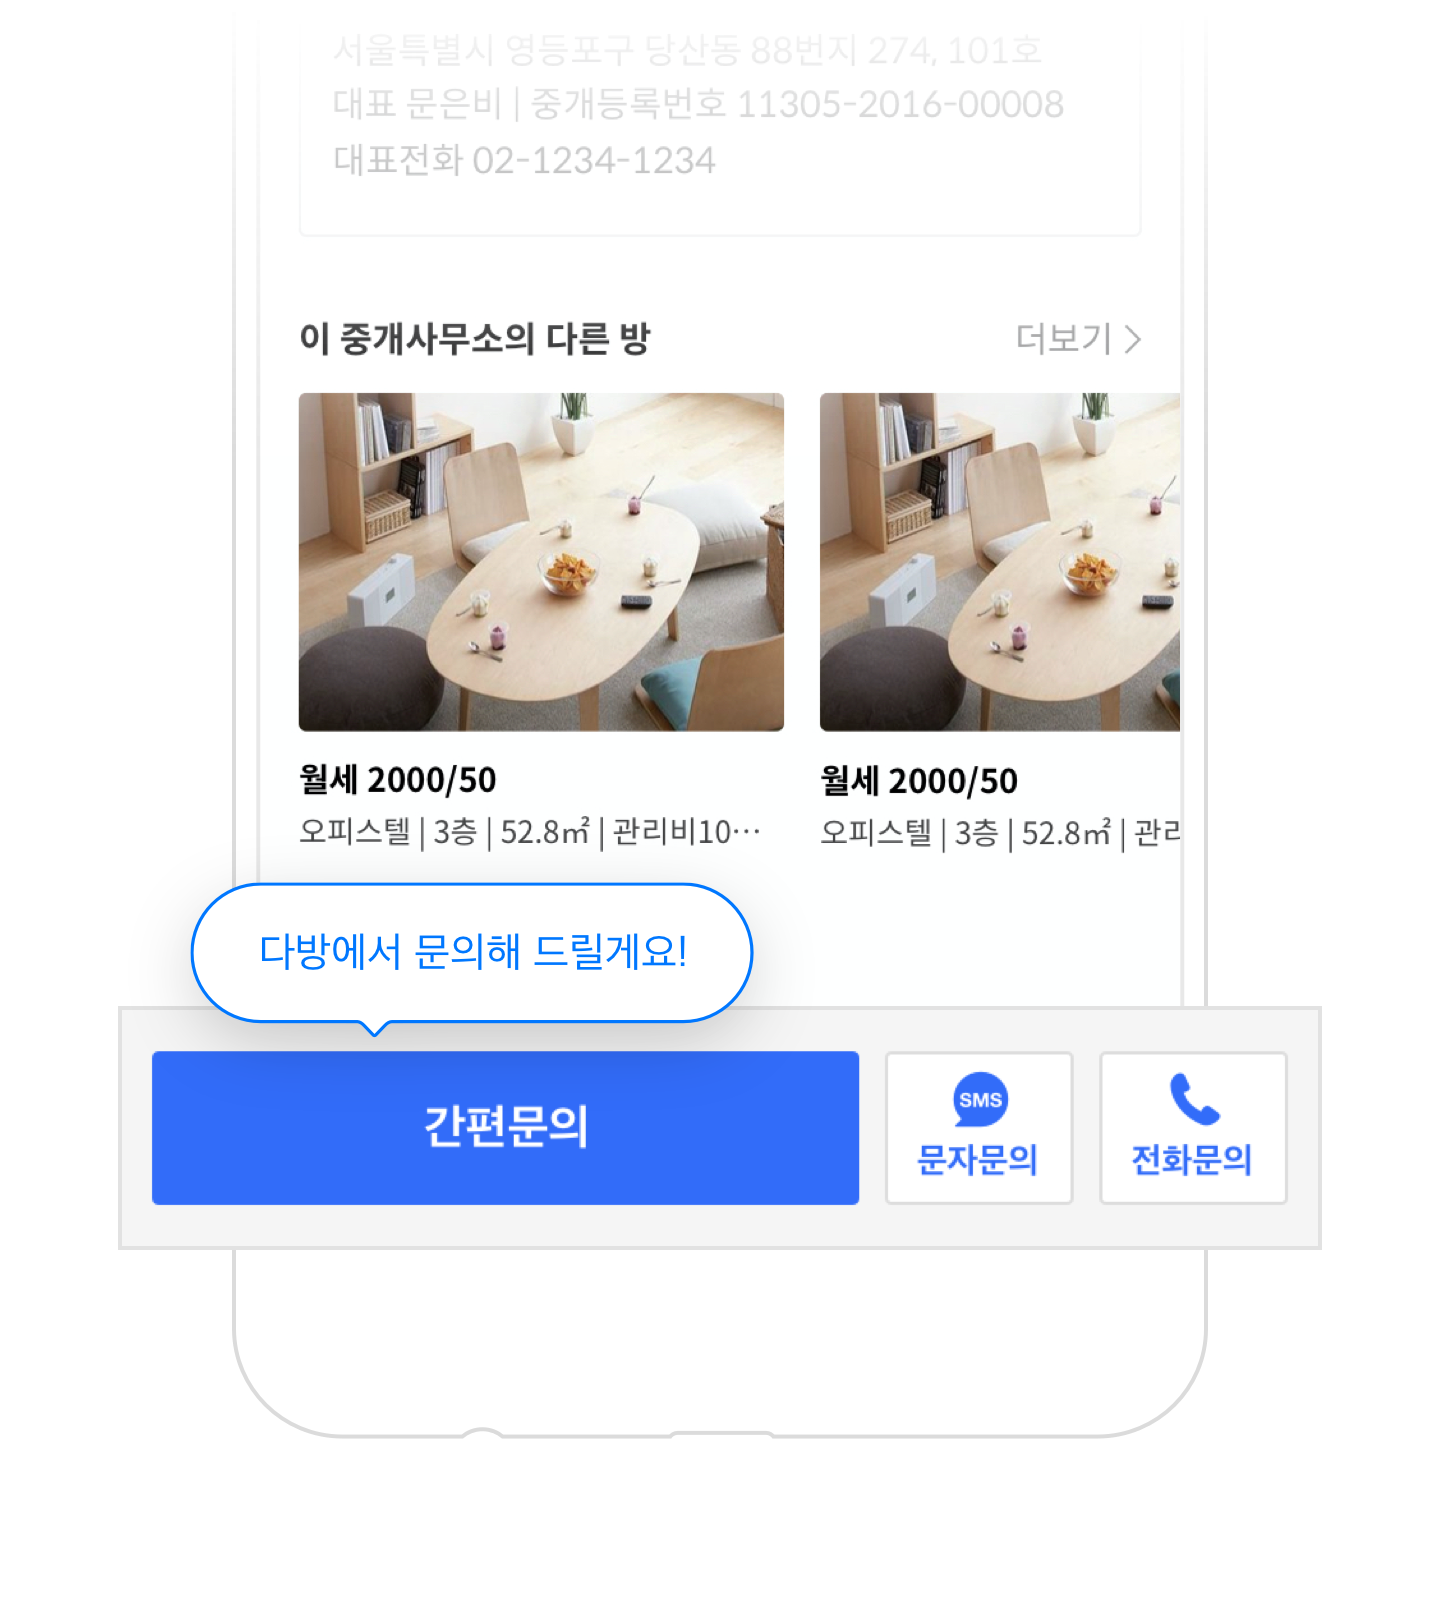 서울특별시 영등포구 당산동 88번지 274, 101호
대표 문은비 | 중개등록번호 11305-2016-00008
대표전화 02-1234-1234
이 중개사무소의 다른 방
더보기 >
월세 2000/50
오피스텔 | 3층 | 52.8㎡ | 관리비10…
월세 2000/50
오피스텔 | 3층 | 52.8㎡ | 관리
다방에서 문의해 드릴게요!
간편문의
SMS
문자문의
전화문의